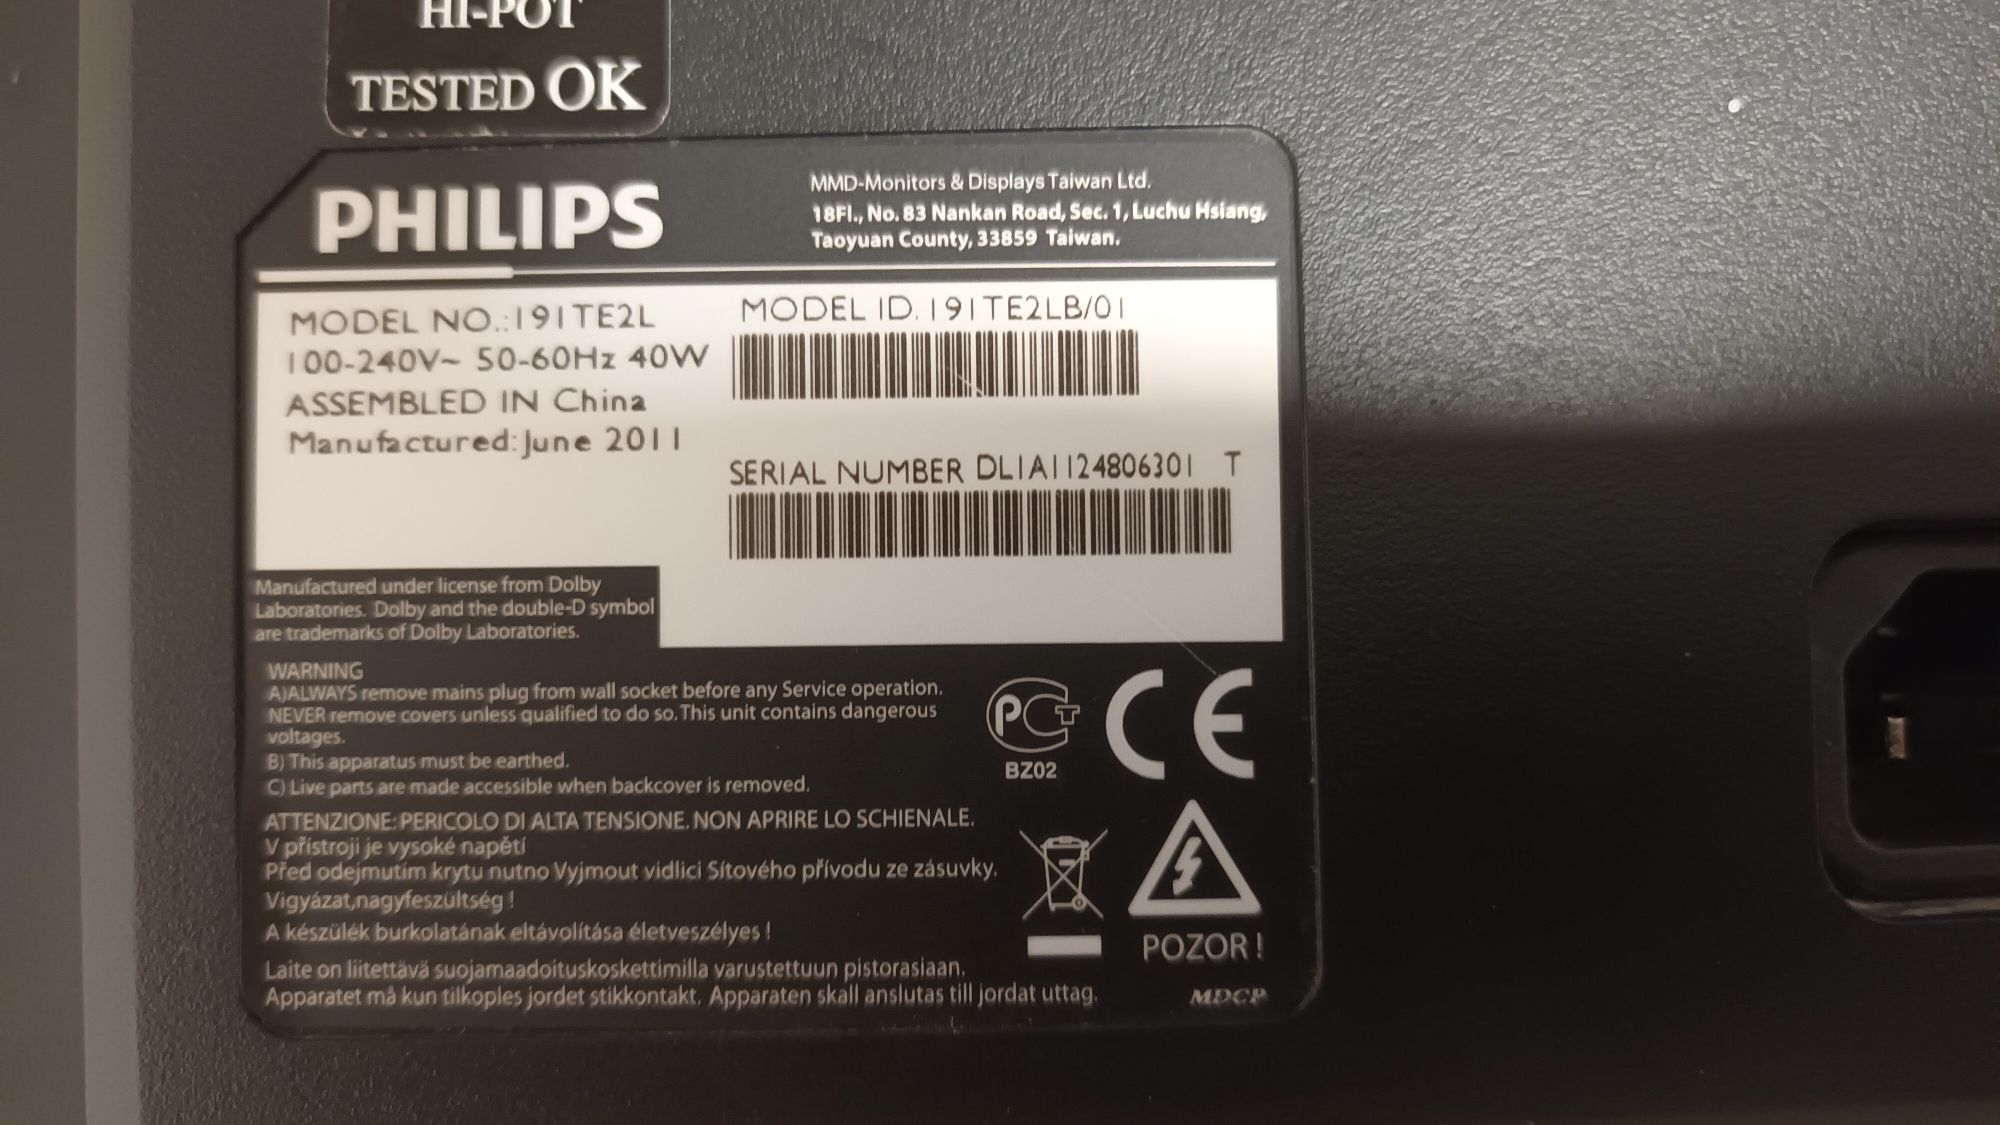 HI-POT
TESTED OK
PHILIPS
MMD-Monitors & Displays Taiwan Ltd.
18Fl., No. 83 Nankan Road, Sec. 1, Luchu Hsiang,
Taoyuan County, 33859 Taiwan.
MODEL NO.:191TE2L
100-240V~ 50-60Hz 40W
ASSEMBLED IN China
Manufactured:June 2011
MODEL ID. 191TE2LB/01
SERIAL NUMBER DL1A1124806301 T
Manufactured under license from Dolby
Laboratories. Dolby and the double-D symbol
are trademarks of Dolby Laboratories.
WARNING
A)ALWAYS remove mains plug from wall socket before any Service operation.
NEVER remove covers unless qualified to do so. This unit contains dangerous
voltages.
B) This apparatus must be earthed.
C) Live parts are made accessible when backcover is removed.
PCT
BZ02
CE
ATTENZIONE: PERICOLO DI ALTA TENSIONE. NON APRIRE LO SCHIENALE.
V přístroji je vysoké napětí
Před odejmutím krytu nutno Vyjmout vidlici Sítového přívodu ze zásuvky.
Vigyázat,nagyfeszültség !
A készülék burkolatának eltávolítása életveszélyes !
Laite on liitettävä suojamaadoituskoskettimilla varustettuun pistorasiaan.
Apparatet må kun tilkoples jordet stikkontakt. Apparaten skall anslutas till jordat uttag.
POZOR !
MDCP